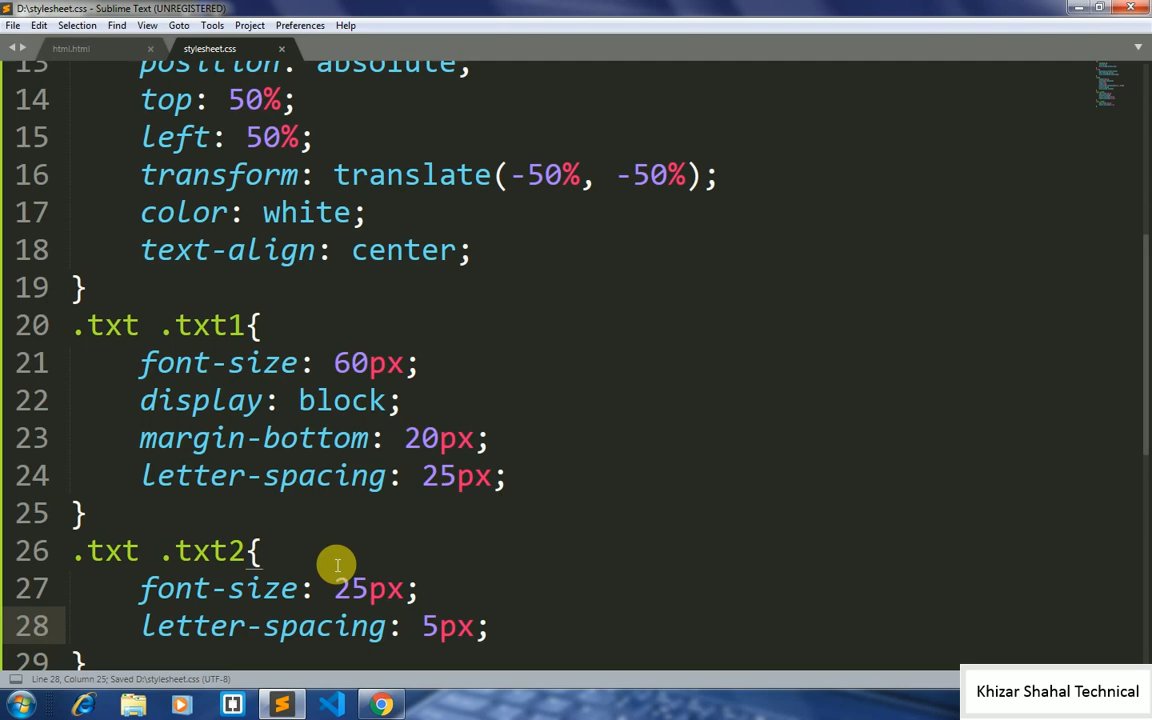 D:\stylesheet.css - Sublime Text (UNREGISTERED)
File Edit Selection Find View Goto Tools Project Preferences Help
html.html stylesheet.css
13 position: absolute;
14 top: 50%;
15 left: 50%;
16 transform: translate(-50%, -50%);
17 color: white;
18 text-align: center;
19 }
20 .txt .txt1{
21 font-size: 60px;
22 display: block;
23 margin-bottom: 20px;
24 letter-spacing: 25px;
25 }
26 .txt .txt2{
27 font-size: 25px;
28 letter-spacing: 5px;
29 }
Line 28, Column 25; Saved D:\stylesheet.css (UTF-8)
Khizar Shahal Technical